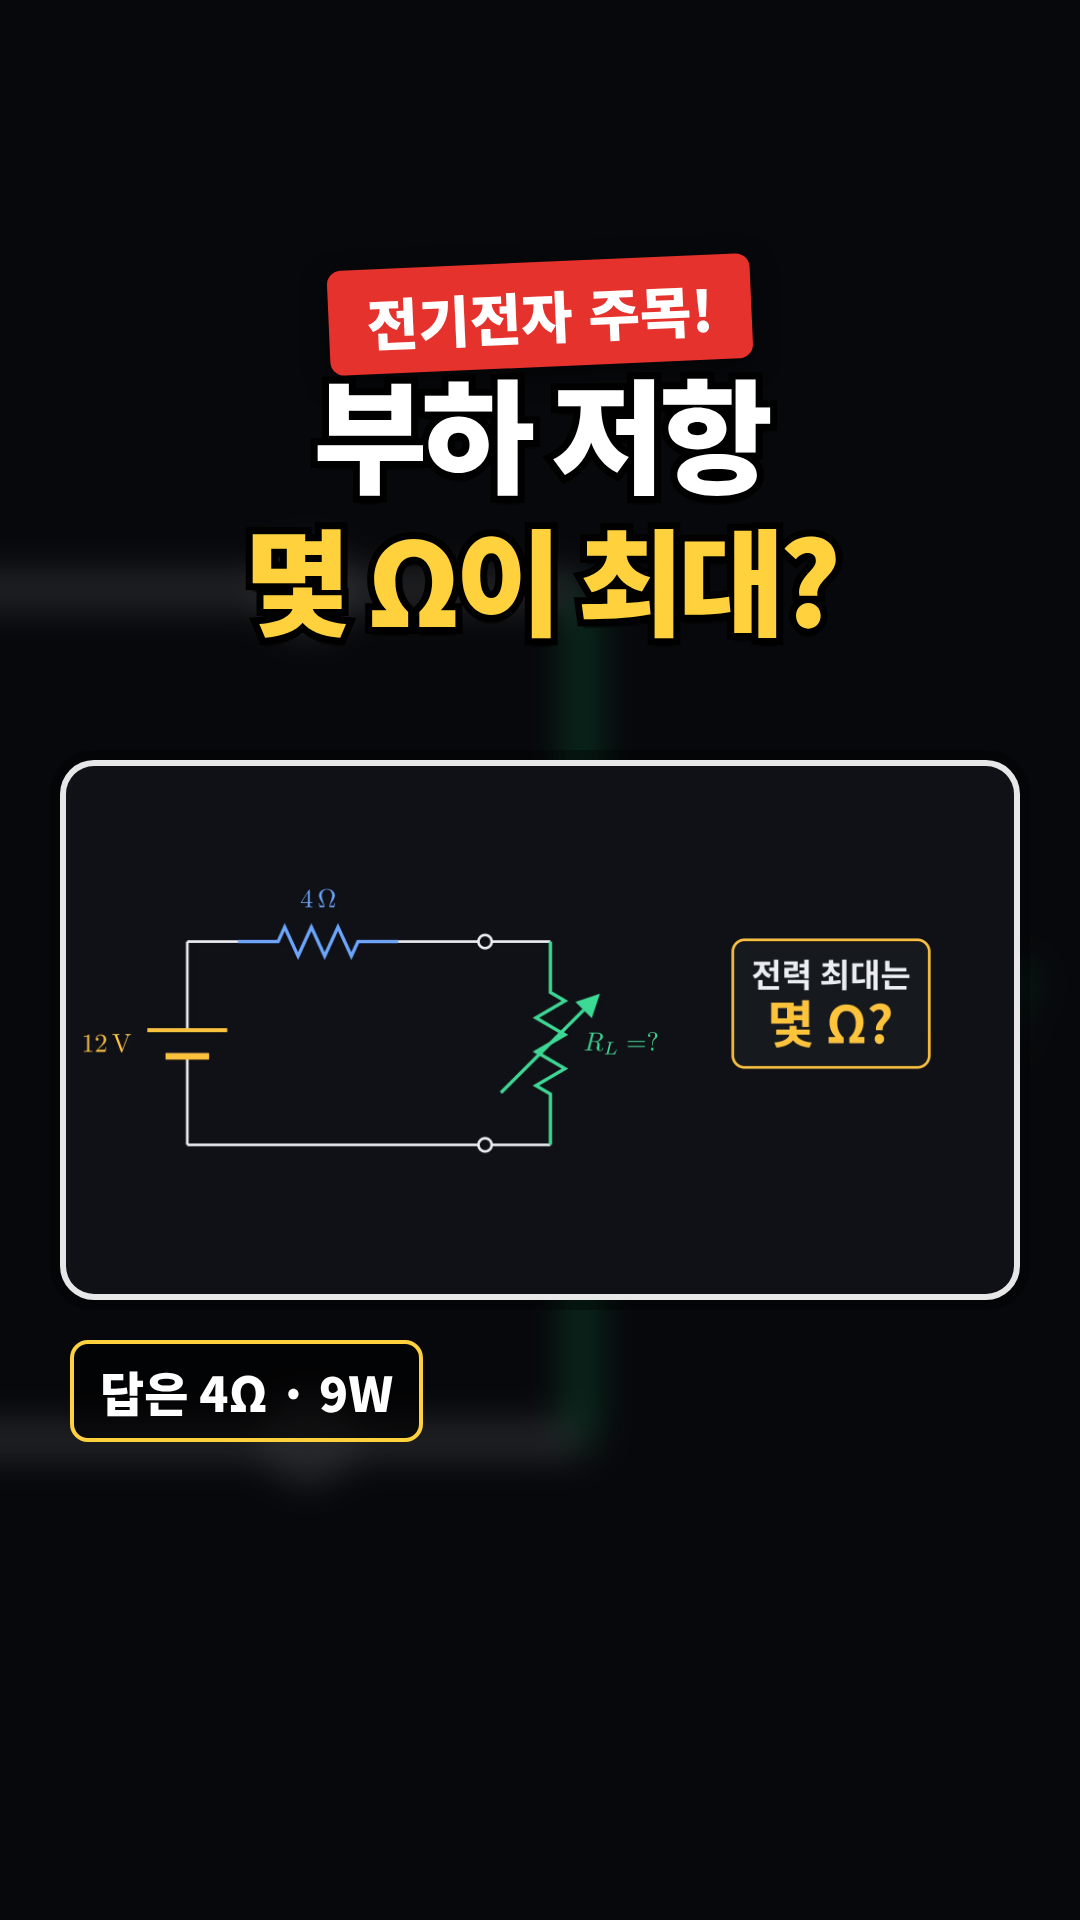 전기전자 주목!
부하 저항
몇 Ω이 최대?
4 Ω
12 V
R_L =?
전력 최대는
몇 Ω?
답은 4Ω · 9W